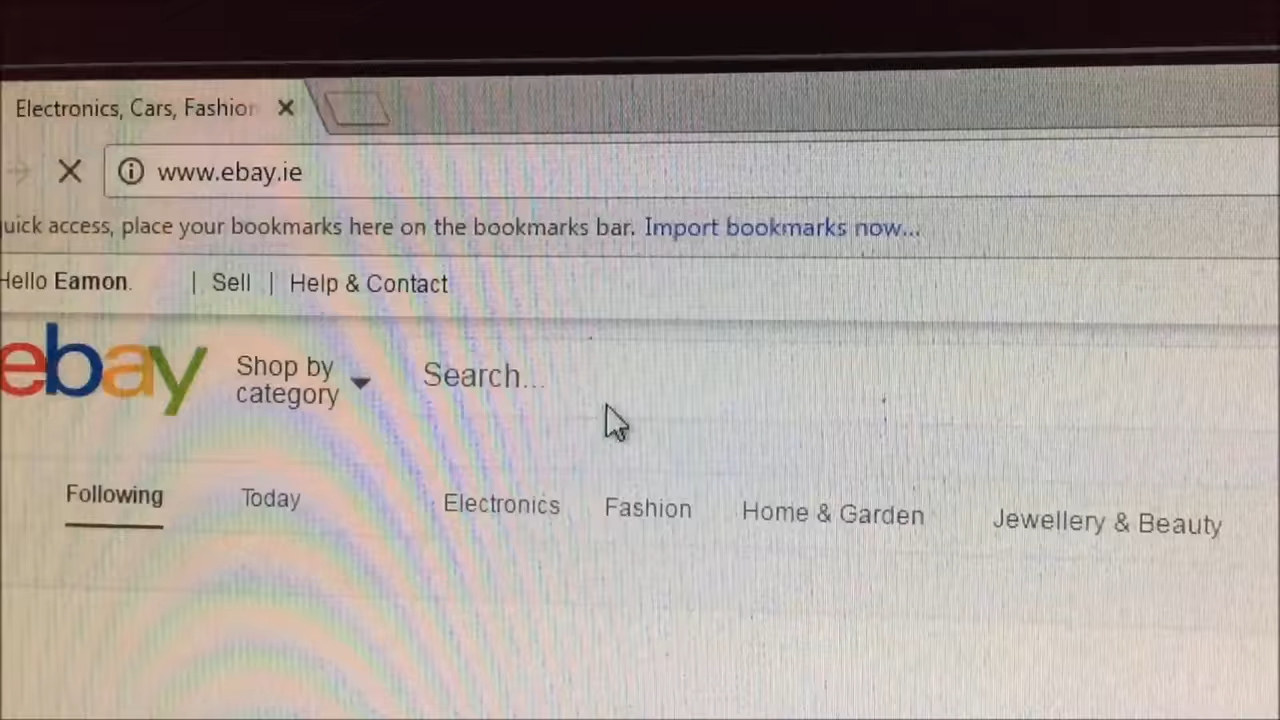 Electronics, Cars, Fashion
www.ebay.ie
uick access, place your bookmarks here on the bookmarks bar. Import bookmarks now...
Hello Eamon. | Sell | Help & Contact
ebay
Shop by
category
Search...
Following Today Electronics Fashion Home & Garden Jewellery & Beauty